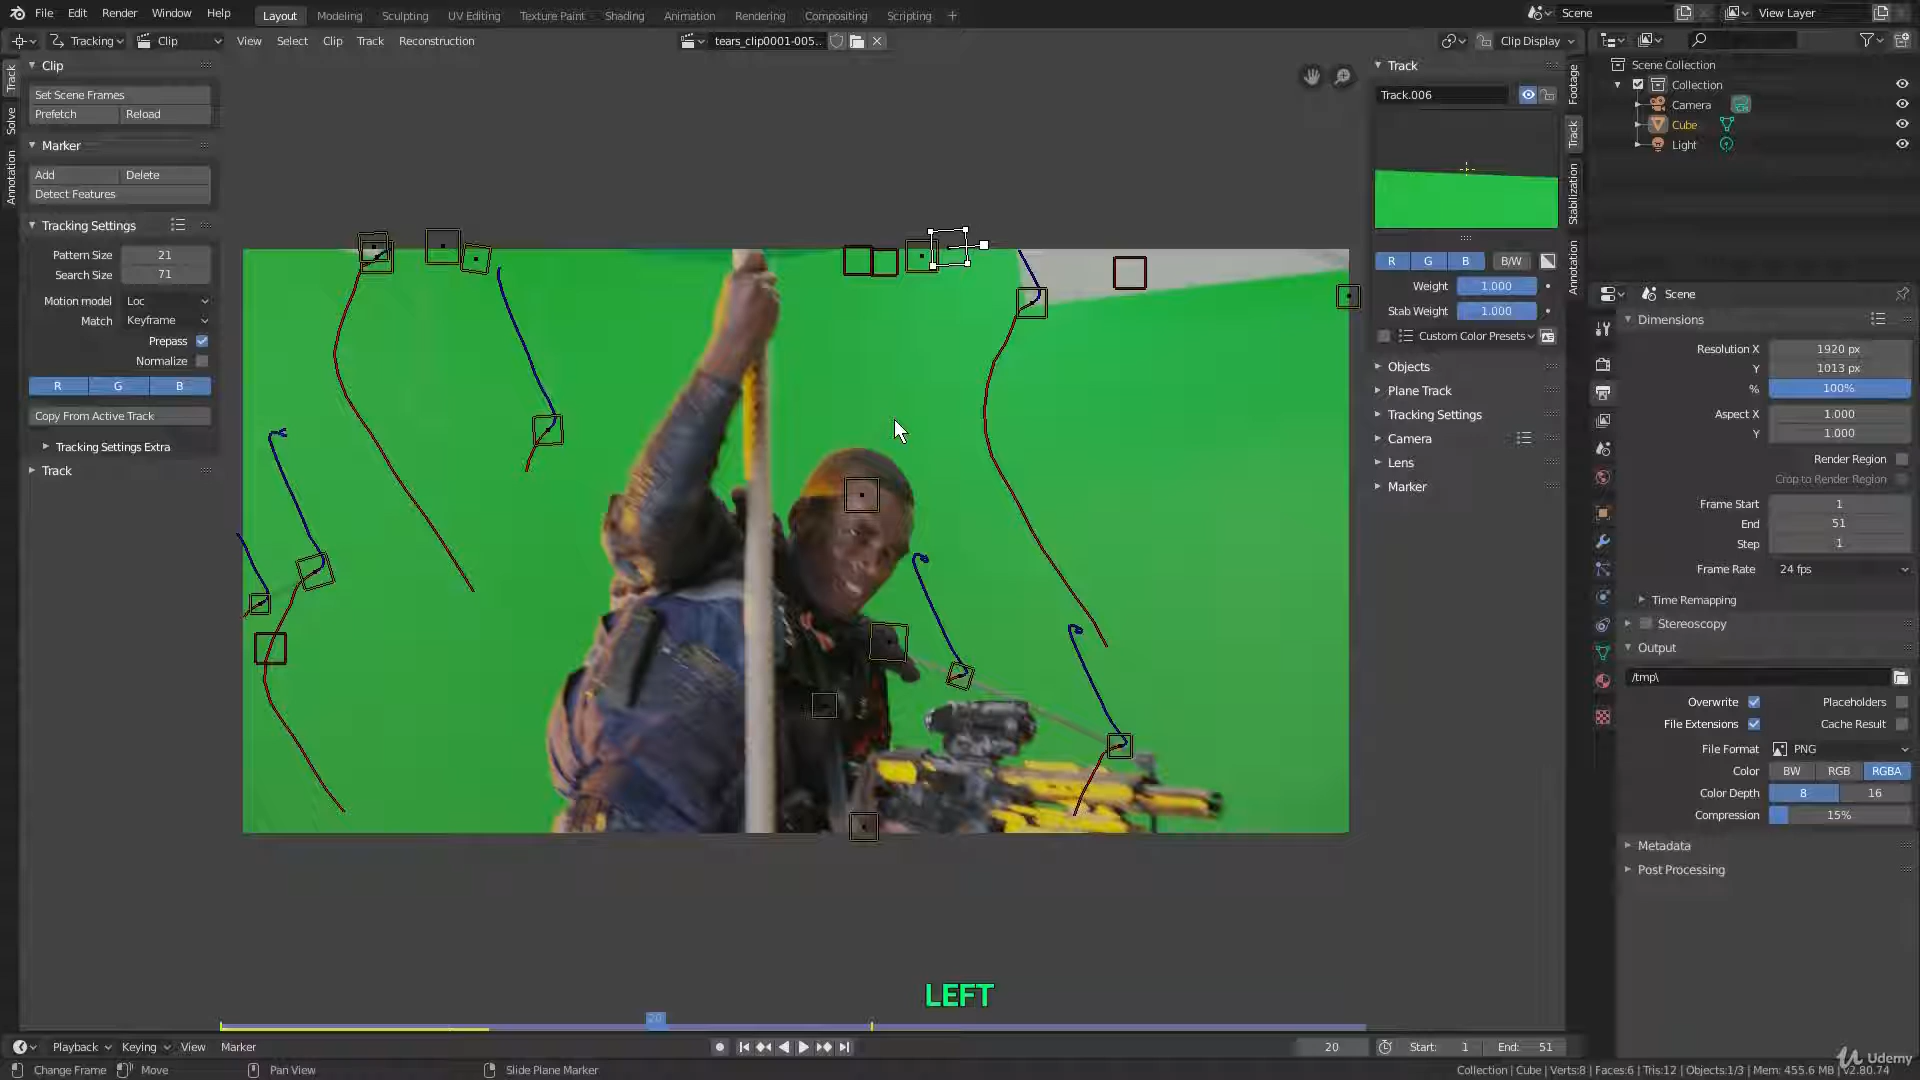 File Edit Render Window Help Layout Modeling Sculpting UV Editing Texture Paint Shading Animation Rendering Compositing Scripting + Scene View Layer
Tracking Clip View Select Clip Track Reconstruction tears_clip0001-005.. Clip Display
Clip
Set Scene Frames
Prefetch Reload
Marker
Add Delete
Detect Features
Tracking Settings
Pattern Size 21
Search Size 71
Motion model Loc
Match Keyframe
Prepass
Normalize
R G B
Copy From Active Track
Tracking Settings Extra
Track
Track
Solve
Annotation
Track
Track.006
R G B B/W
Weight 1.000
Stab Weight 1.000
Custom Color Presets
Objects
Plane Track
Tracking Settings
Camera
Lens
Marker
Footage
Track
Stabilization
Annotation
Scene Collection
Collection
Camera
Cube
Light
Scene
Dimensions
Resolution X 1920 px
Y 1013 px
% 100%
Aspect X 1.000
Y 1.000
Render Region
Crop to Render Region
Frame Start 1
End 51
Step 1
Frame Rate 24 fps
Time Remapping
Stereoscopy
Output
/tmp\
Overwrite Placeholders
File Extensions Cache Result
File Format PNG
Color BW RGB RGBA
Color Depth 8 16
Compression 15%
Metadata
Post Processing
LEFT
20
Playback Keying View Marker 20 Start: 1 End: 51
Change Frame Move Pan View Slide Plane Marker Collection | Cube | Verts:8 | Faces:6 | Tris:12 | Objects:1/3 | Mem: 455.6 MB | v2.80.74
Udemy